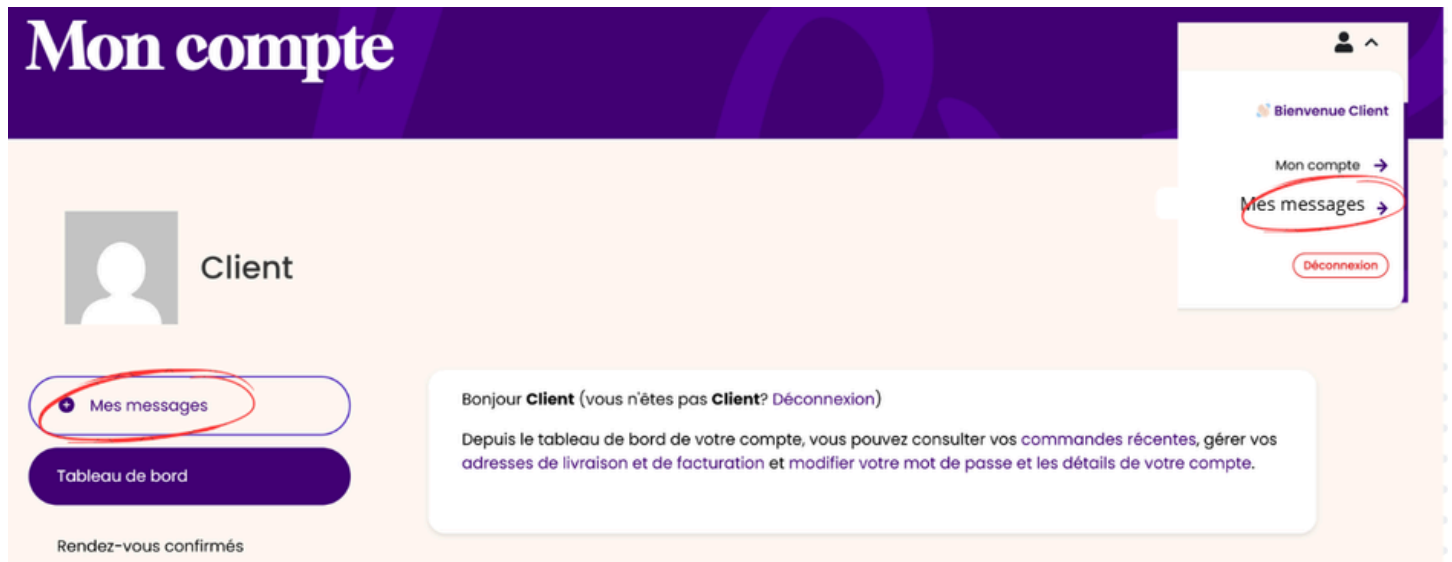 Mon compte
👋 Bienvenue Client
Mon compte →
Mes messages →
Déconnexion
Client
Mes messages
Tableau de bord
Rendez-vous confirmés
Bonjour Client (vous n'êtes pas Client? Déconnexion)
Depuis le tableau de bord de votre compte, vous pouvez consulter vos commandes récentes, gérer vos
adresses de livraison et de facturation et modifier votre mot de passe et les détails de votre compte.